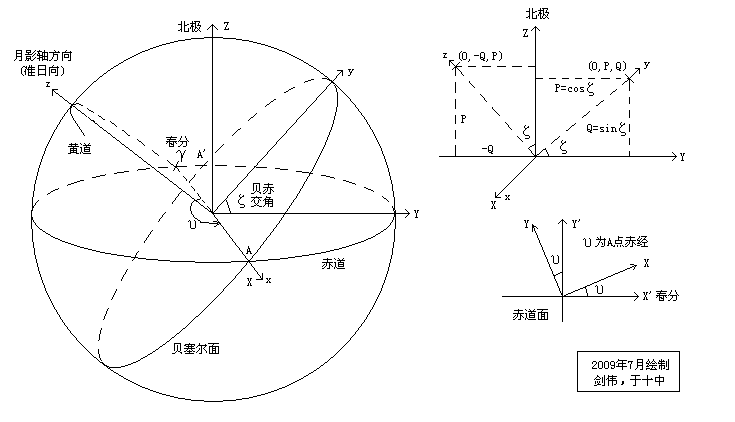 北极
Z
月影轴方向
(准日向)
z
y
黄道
春分
γ
A'
贝赤
交角
ζ
Y
υ
A
X
x
赤道
贝塞尔面
北极
Z
z
(0,-Q,P)
(0,P,Q)
y
P=cosζ
P
ζ
Q=sinζ
-Q
ζ
Y
X
x
Y
Y'
υ为A点赤经
υ
X
υ
X' 春分
赤道面
2009年7月绘制
剑伟，于十中